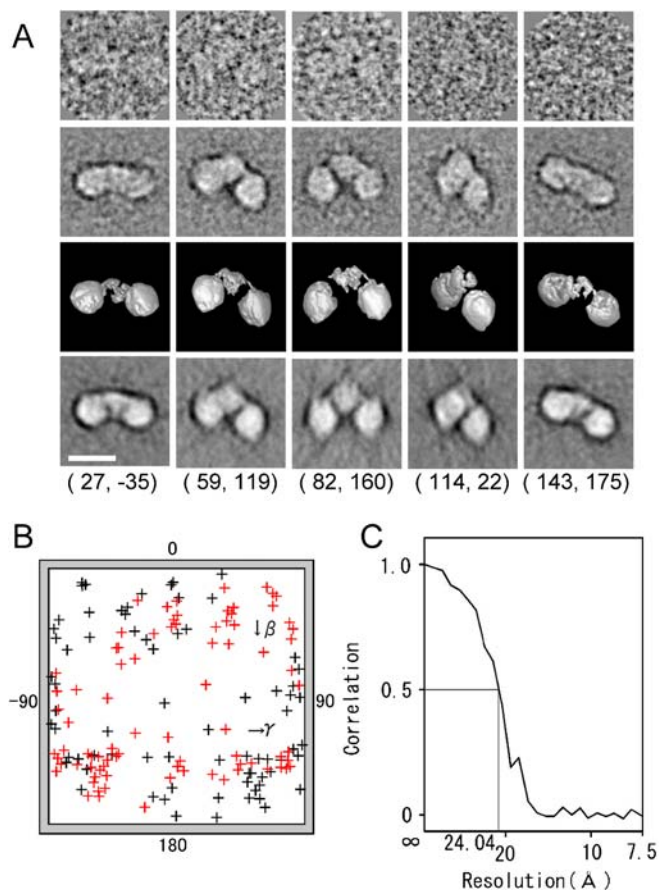 A
( 27, -35) ( 59, 119) ( 82, 160) ( 114, 22) ( 143, 175)
B
0
↓β
-90 90
→γ
180
C
1.0
0.5
0
Correlation
∞ 24.04 20 10 7.5
Resolution(Å)